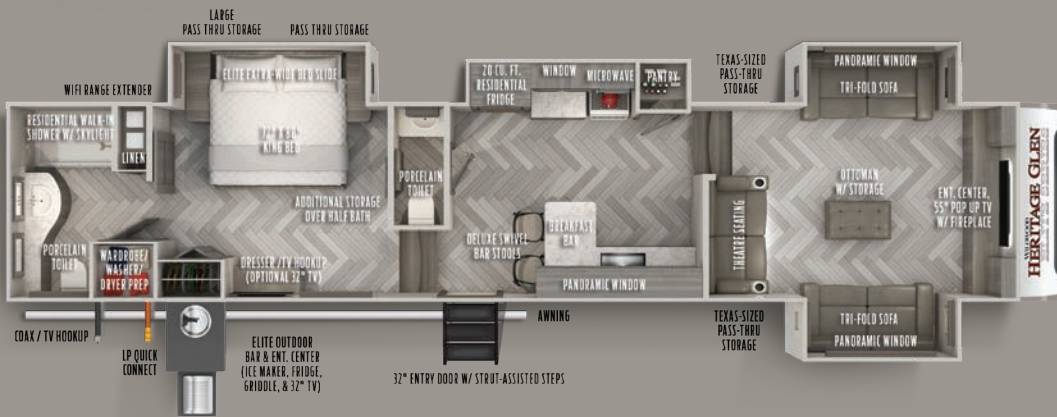 LARGE
PASS THRU STORAGE
PASS THRU STORAGE
WIFI RANGE EXTENDER
RESIDENTIAL WALK-IN
SHOWER W/ SKYLIGHT
LINEN
ELITE EXTRA-WIDE BED SLIDE
KING BED
ADDITIONAL STORAGE
OVER HALF BATH
PORCELAIN
TOILET
PORCELAIN
TOILET
WARDROBE/
WASHER/
DRYER PREP
DRESSER /TV HOOKUP
(OPTIONAL 32" TV)
20 CU. FT.
RESIDENTIAL
FRIDGE
WINDOW
MICROWAVE
PANTRY
DELUXE SWIVEL
BAR STOOLS
BREAKFAST
BAR
PANORAMIC WINDOW
TEXAS-SIZED
PASS-THRU
STORAGE
PANORAMIC WINDOW
TRI-FOLD SOFA
THEATRE SEATING
OTTOMAN
W/ STORAGE
ENT. CENTER,
55" POP UP TV
W/ FIREPLACE
WILDWOOD
HERITAGE GLEN
TRI-FOLD SOFA
PANORAMIC WINDOW
TEXAS-SIZED
PASS-THRU
STORAGE
AWNING
COAX / TV HOOKUP
LP QUICK
CONNECT
ELITE OUTDOOR
BAR & ENT. CENTER
(ICE MAKER, FRIDGE,
GRIDDLE, & 32" TV)
32" ENTRY DOOR W/ STRUT-ASSISTED STEPS